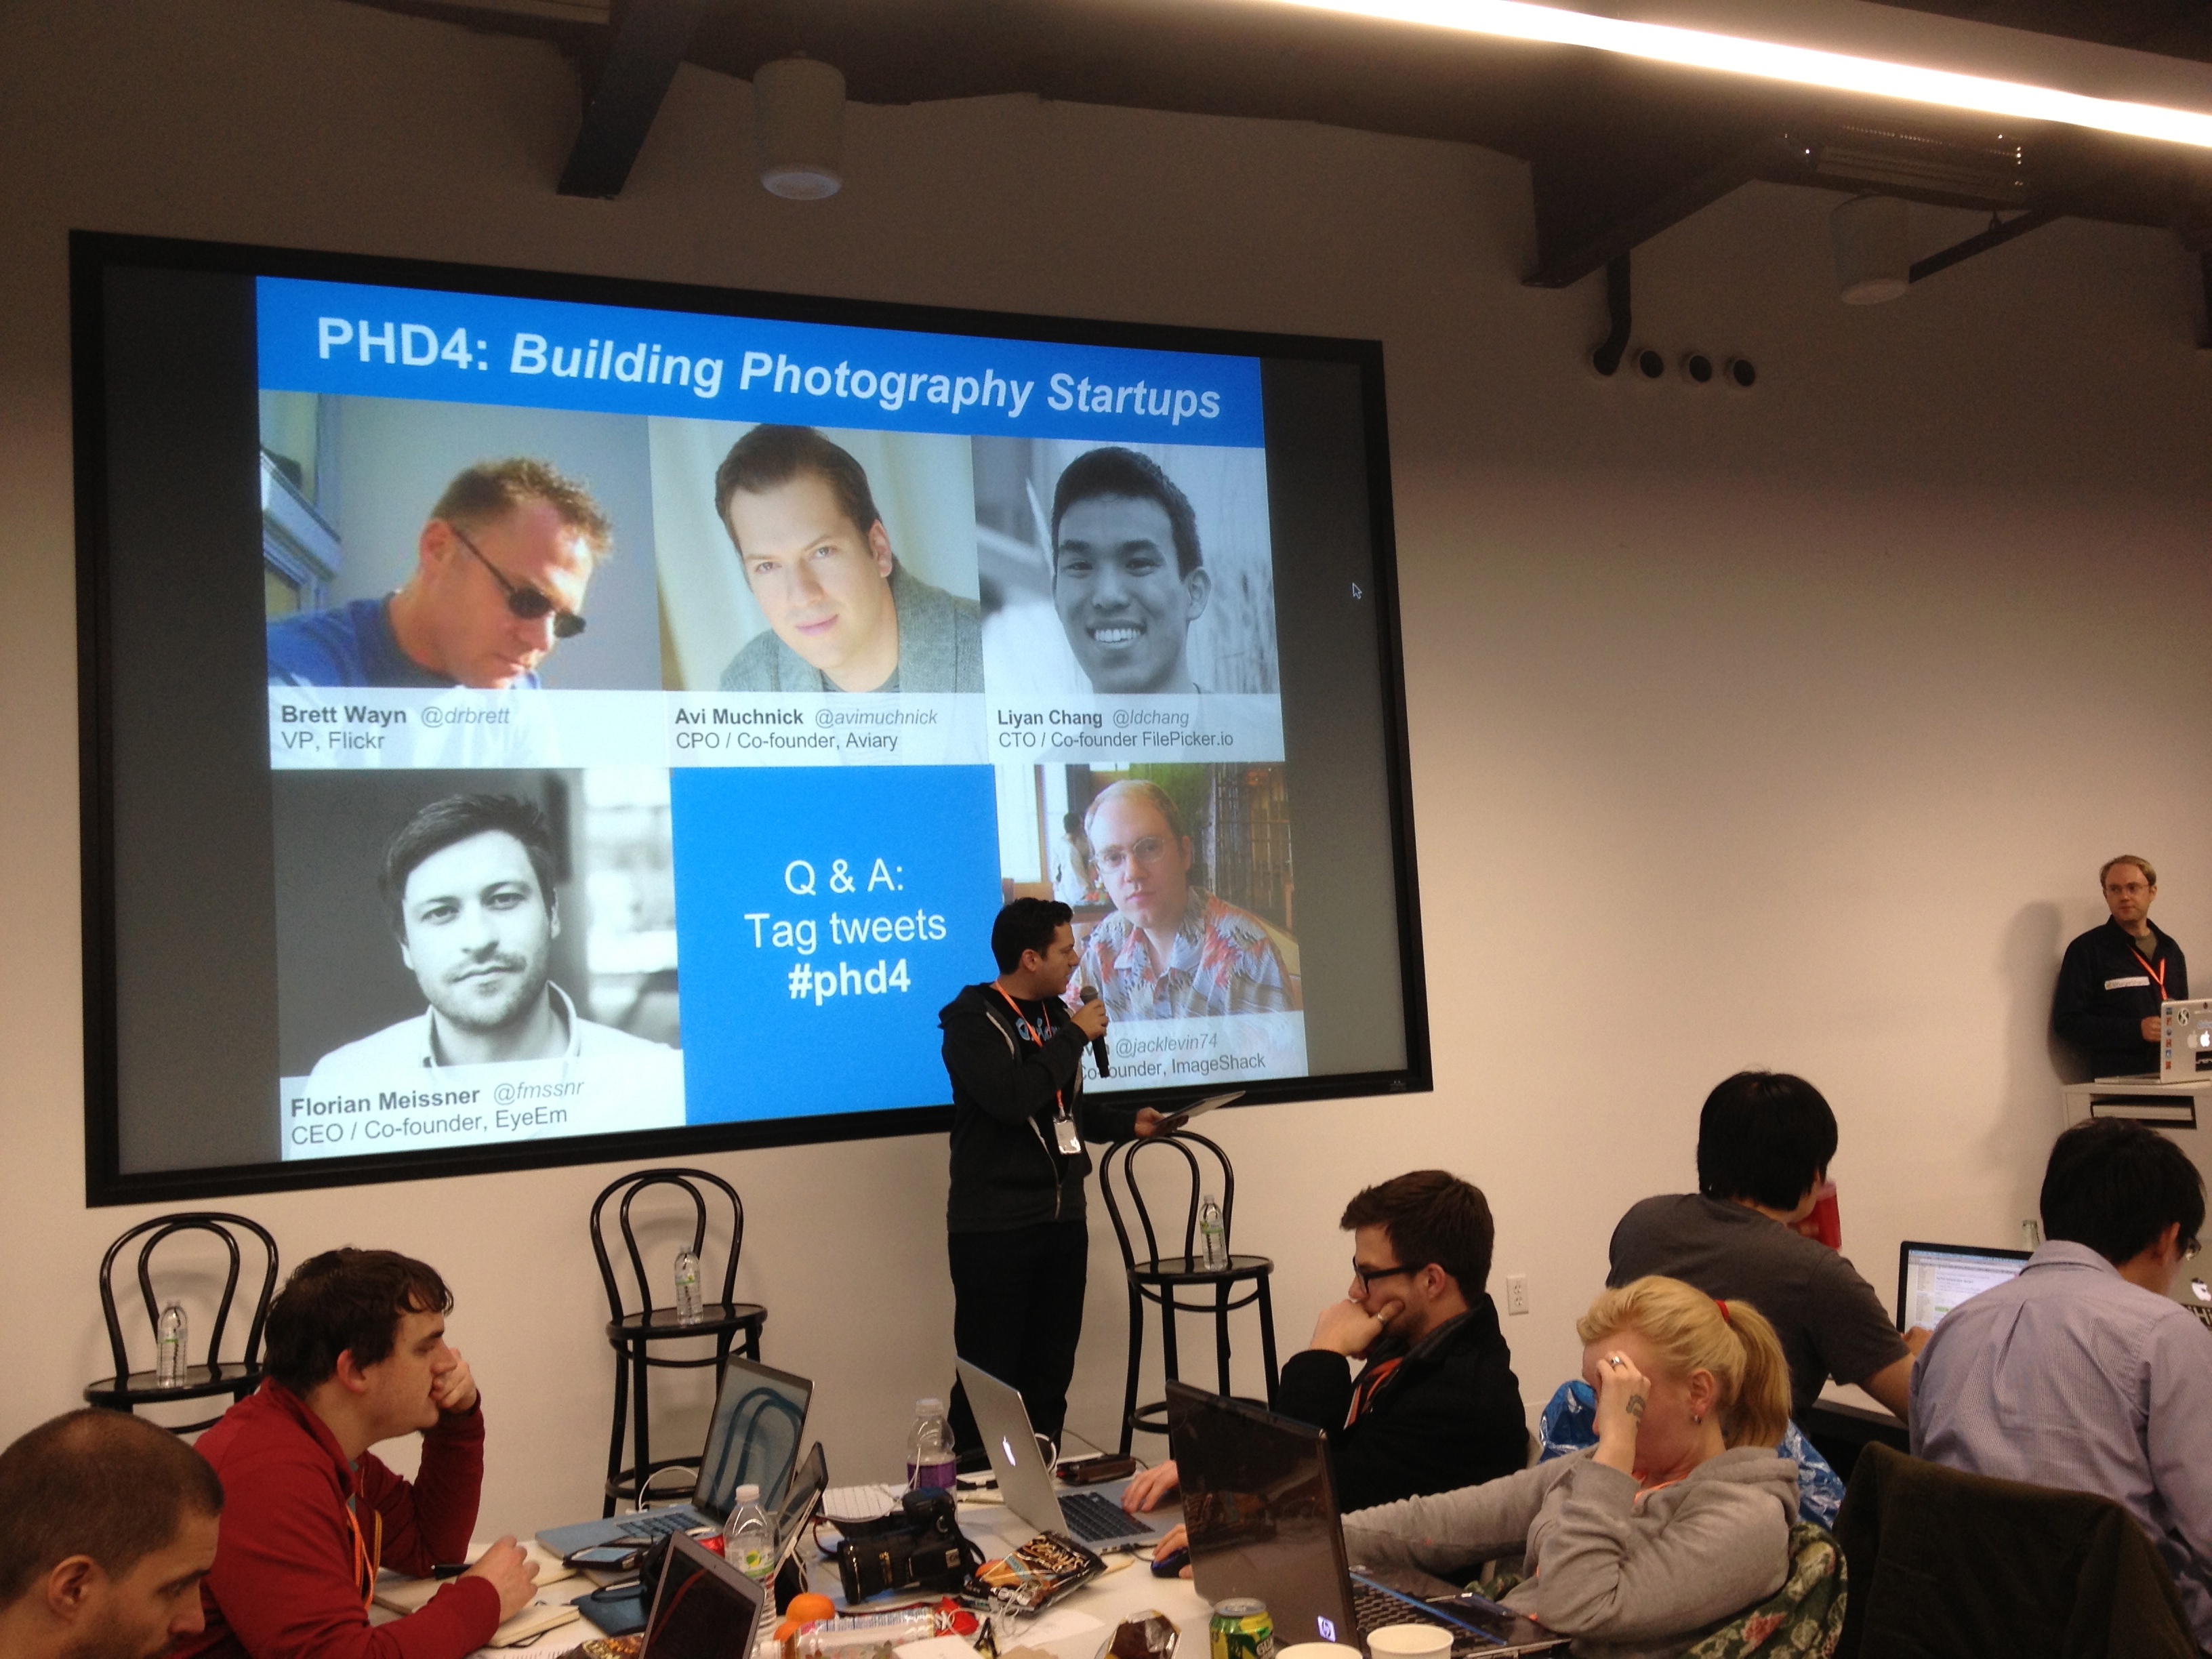 PHD4: Building Photography Startups
Brett Wayn @drbrett
VP, Flickr
Avi Muchnick @avimuchnick
CPO / Co-founder, Aviary
Liyan Chang @ldchang
CTO / Co-founder FilePicker.io
Florian Meissner @fmssnr
CEO / Co-founder, EyeEm
Q & A:
Tag tweets
#phd4
@jacklevin74
Co-founder, ImageShack
hp